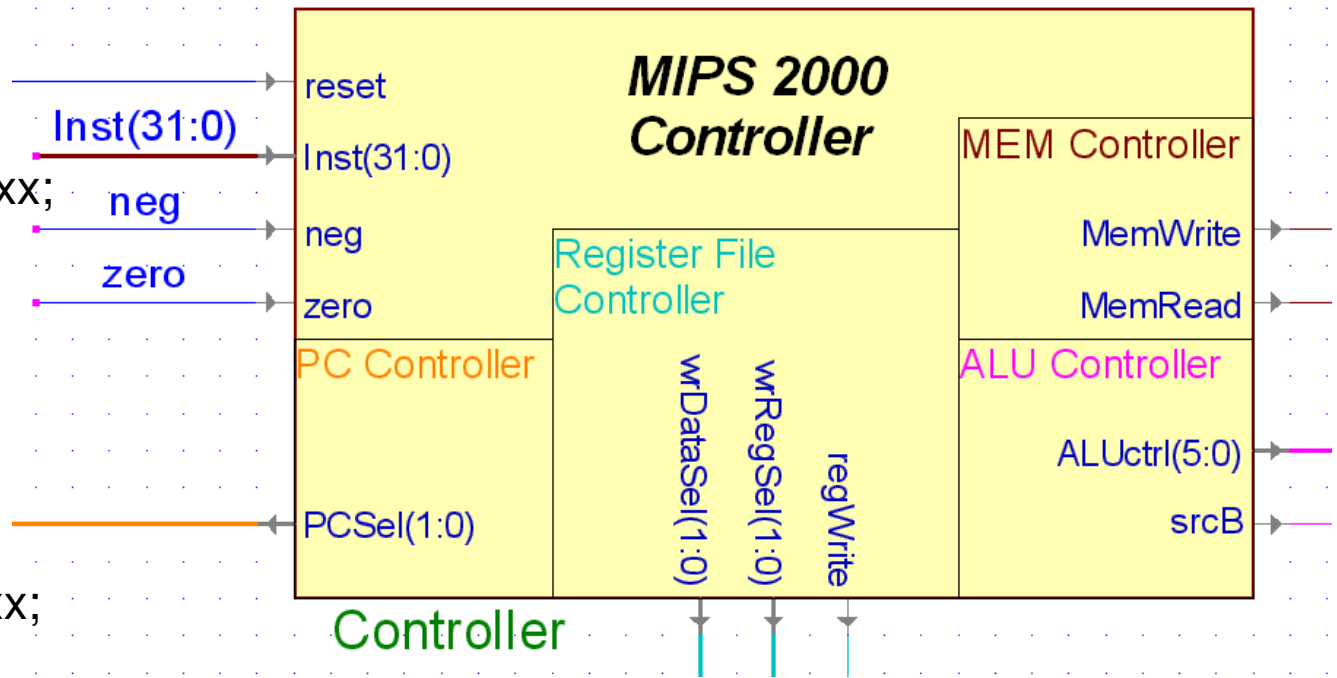 MIPS 2000
Controller
reset
Inst(31:0)
Inst(31:0)
xx;
neg
neg
zero
zero
MEM Controller
MemWrite
MemRead
Register File
Controller
wrDataSel(1:0)
wrRegSel(1:0)
regWrite
PC Controller
PCSel(1:0)
ALU Controller
ALUctrl(5:0)
srcB
xx;
Controller